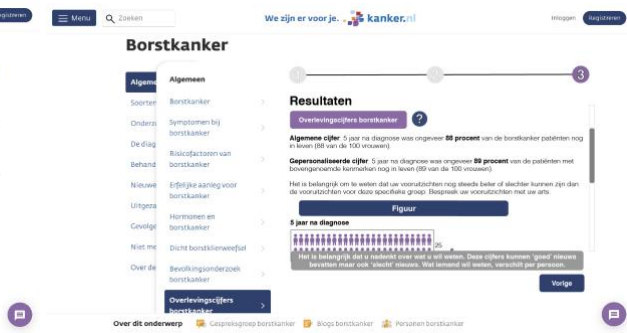 egistreren
Menu
Zoeken
We zijn er voor je. kanker.nl
Inloggen
Registreren
Borstkanker
Algeme
Soorten
Onderzo
De diag
Behand
Nieuwe
Uitgeza
Gevolge
Niet me
Over de
Algemeen
Borstkanker
Symptomen bij
borstkanker
Risicofactoren van
borstkanker
Erfelijke aanleg voor
borstkanker
Hormonen en
borstkanker
Dicht borstklierweefsel
Bevolkingsonderzoek
borstkanker
Overlevingscijfers
borstkanker
3
Resultaten
Overlevingscijfers borstkanker
?
Algemene cijfer: 5 jaar na diagnose was ongeveer 88 procent van de borstkanker patiënten nog
in leven (88 van de 100 vrouwen).
Gepersonaliseerde cijfer: 5 jaar na diagnose was ongeveer 89 procent van de patiënten met
bovengenoemde kenmerken nog in leven (89 van de 100 vrouwen).
Het is belangrijk om te weten dat uw vooruitzichten nog steeds beter of slechter kunnen zijn dan
de vooruitzichten voor deze specifieke groep. Bespreek uw vooruitzichten met uw arts.
Figuur
5 jaar na diagnose
25
Het is belangrijk dat u nadenkt over wat u wil weten. Deze cijfers kunnen 'goed' nieuws
bevatten maar ook 'slecht' nieuws. Wat iemand wil weten, verschilt per persoon.
Vorige
Over dit onderwerp
Gespreksgroep borstkanker
Blogs borstkanker
Personen borstkanker